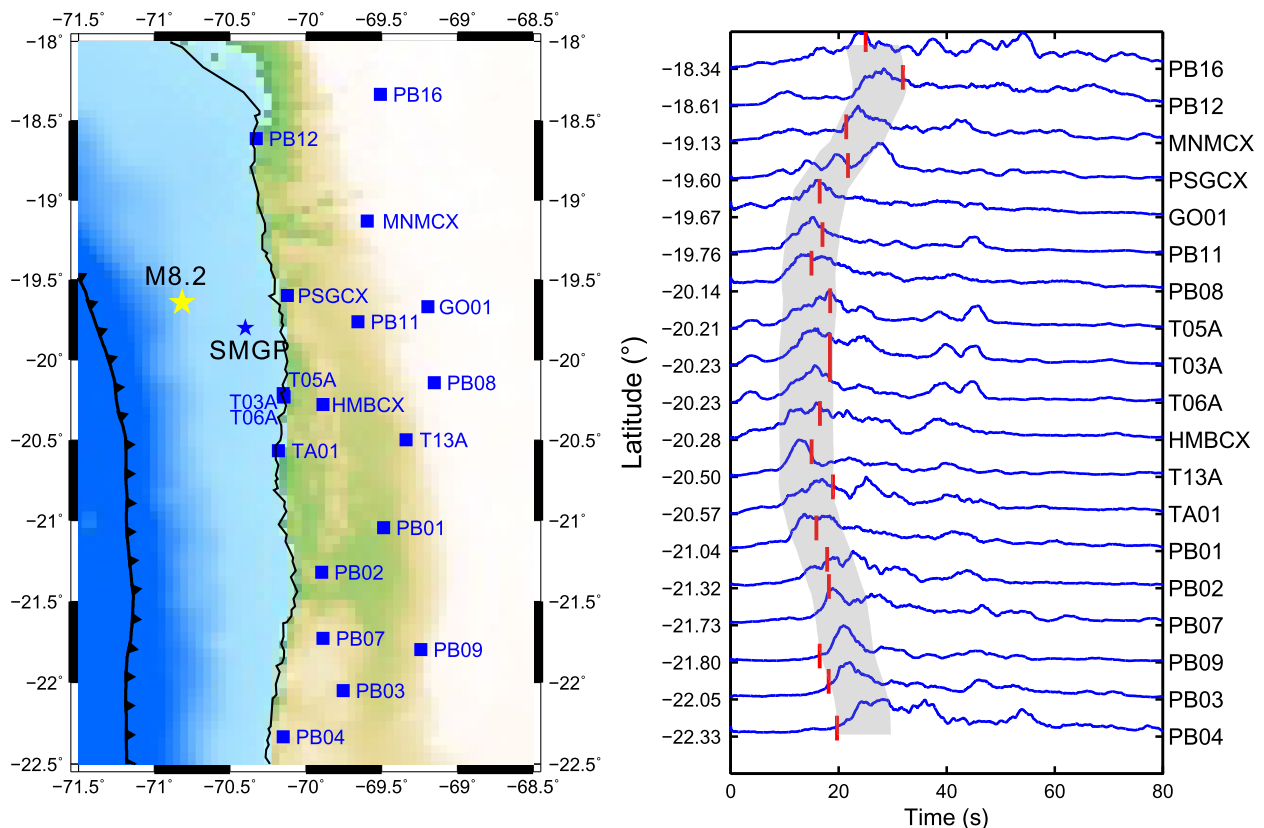 −71.5˚ −71˚ −70.5˚ −70˚ −69.5˚ −69˚ −68.5˚
−18˚
−18.5˚
−19˚
−19.5˚
−20˚
−20.5˚
−21˚
−21.5˚
−22˚
−22.5˚
−18˚
−18.5˚
−19˚
−19.5˚
−20˚
−20.5˚
−21˚
−21.5˚
−22˚
−22.5˚
PB16
PB12
MNMCX
M8.2
PSGCX
GO01
PB11
SMGF
T05A
PB08
T03A
HMBCX
T06A
T13A
TA01
PB01
PB02
PB07
PB09
PB03
PB04
−71.5˚ −71˚ −70.5˚ −70˚ −69.5˚ −69˚ −68.5˚
Latitude (°)
−18.34 PB16
−18.61 PB12
−19.13 MNMCX
−19.60 PSGCX
−19.67 GO01
−19.76 PB11
−20.14 PB08
−20.21 T05A
−20.23 T03A
−20.23 T06A
−20.28 HMBCX
−20.50 T13A
−20.57 TA01
−21.04 PB01
−21.32 PB02
−21.73 PB07
−21.80 PB09
−22.05 PB03
−22.33 PB04
0 20 40 60 80
Time (s)